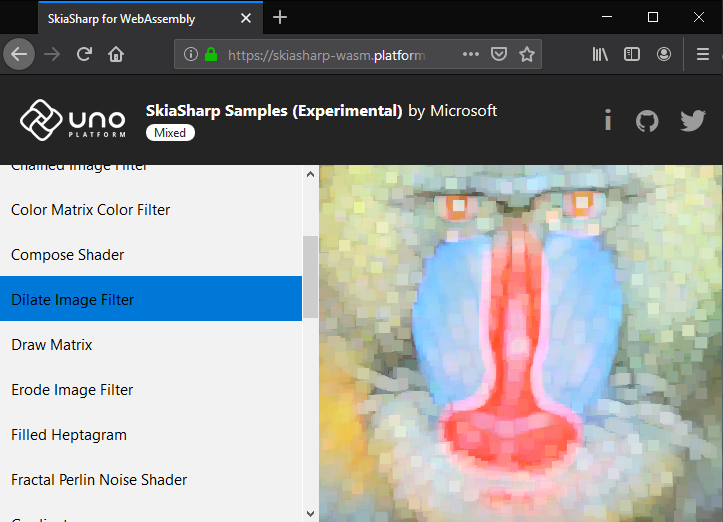 SkiaSharp for WebAssembly
https://skiasharp-wasm.platform
UNO
PLATFORM
SkiaSharp Samples (Experimental) by Microsoft
Mixed
Chained Image Filter
Color Matrix Color Filter
Compose Shader
Dilate Image Filter
Draw Matrix
Erode Image Filter
Filled Heptagram
Fractal Perlin Noise Shader